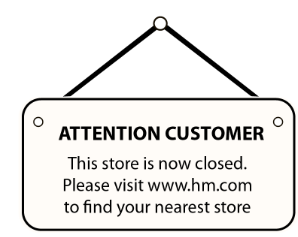 ATTENTION CUSTOMER
This store is now closed.
Please visit www.hm.com
to find your nearest store